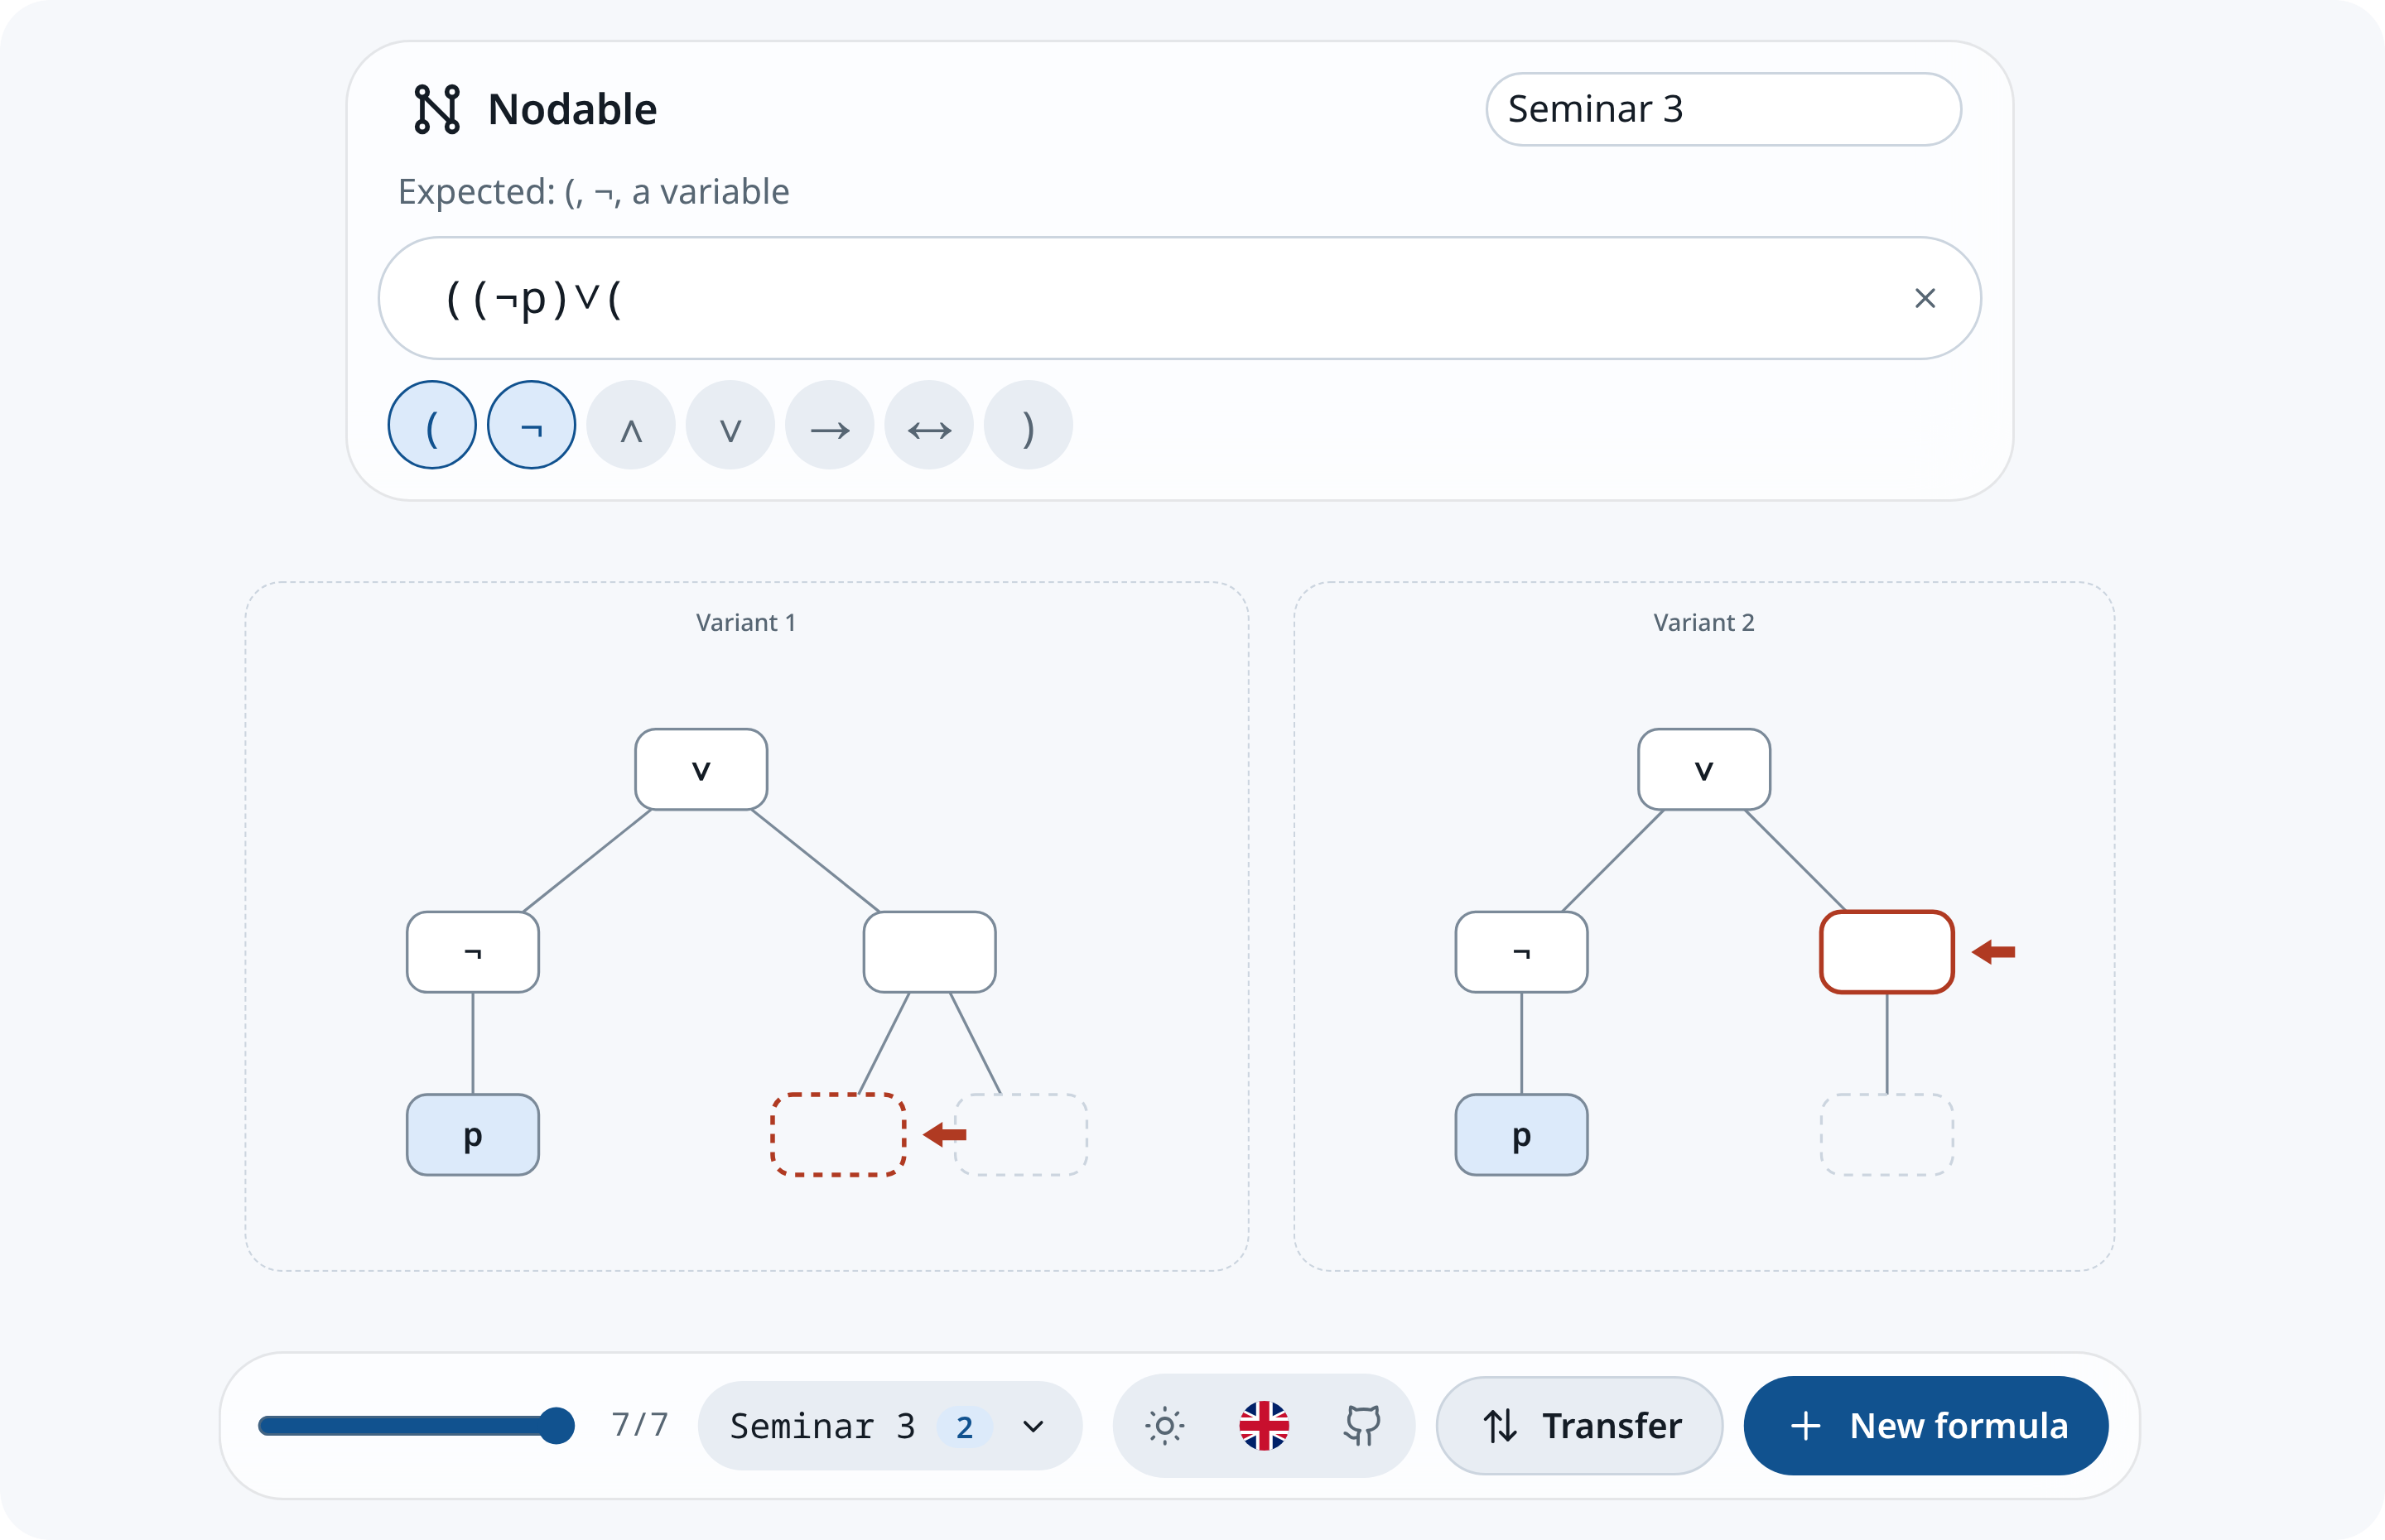 Nodable
Seminar 3
Expected: (, ¬, a variable
((¬p)∨(
( ¬ ∧ ∨ → ↔ )
Variant 1
∨
¬
p
Variant 2
∨
¬
p
7/7
Seminar 3 2
Transfer
New formula